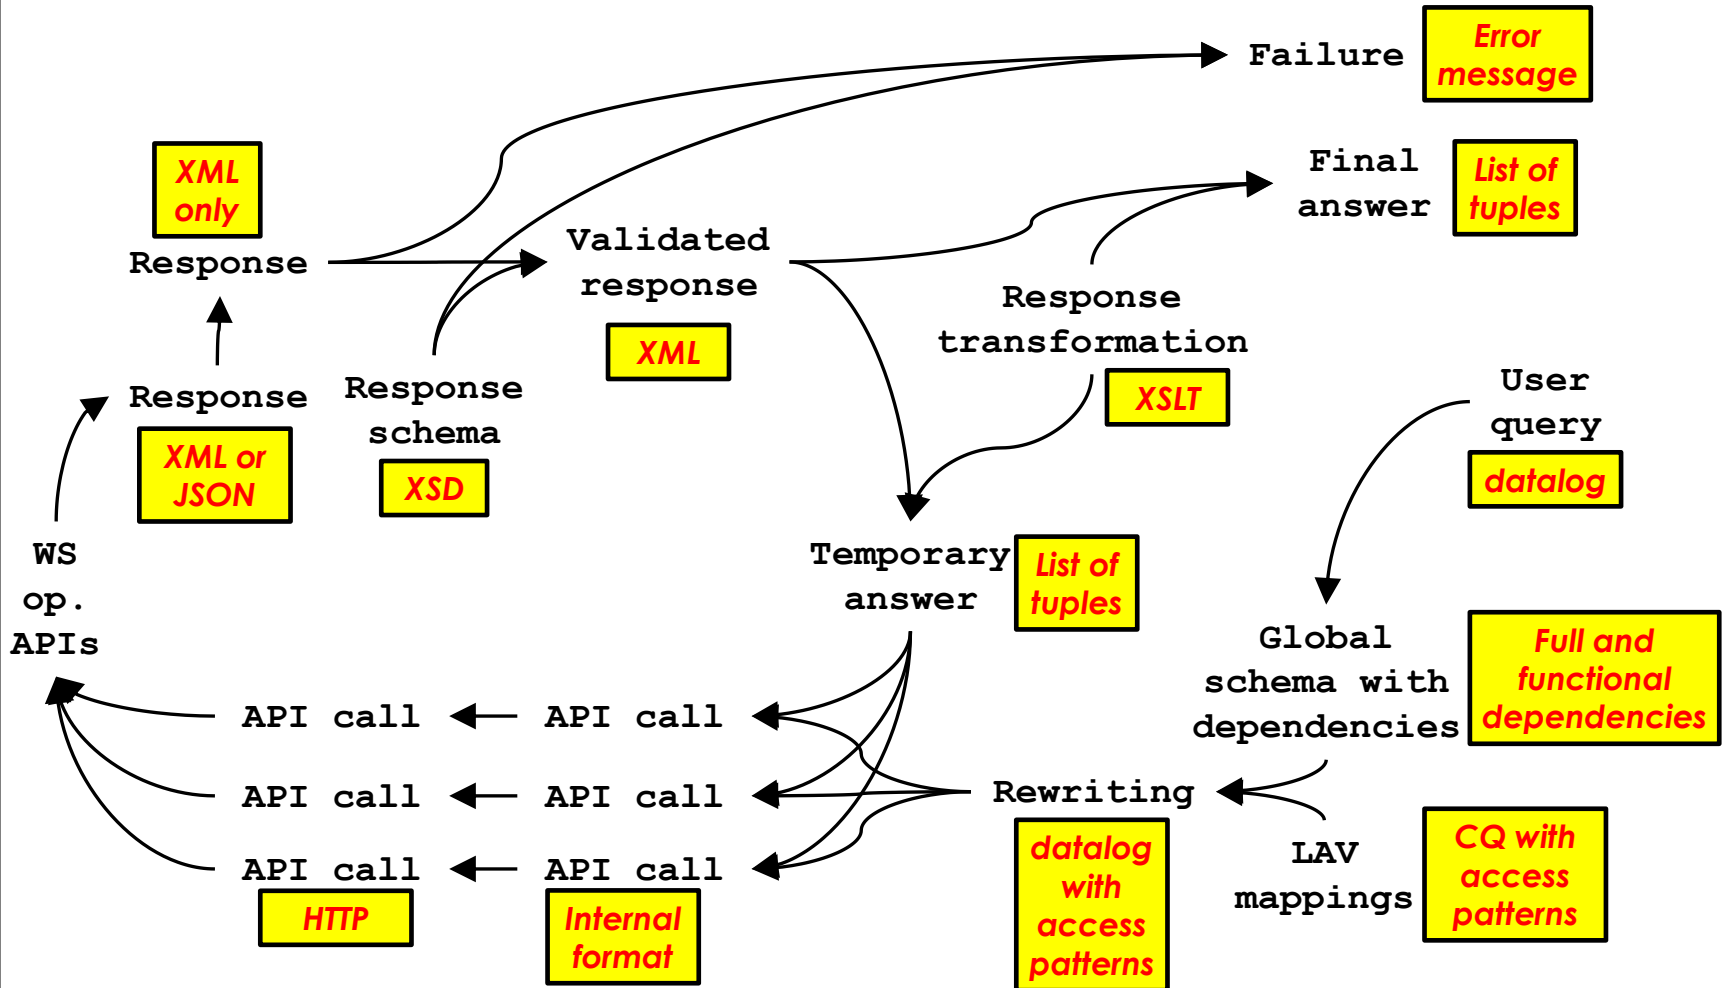 Failure
Error
message
XML
only
Response
Validated
response
XML
Final
answer
List of
tuples
Response
transformation
XSLT
Response
XML or
JSON
Response
schema
XSD
User
query
datalog
WS
op.
APIs
Temporary
answer
List of
tuples
Global
schema with
dependencies
Full and
functional
dependencies
API call
API call
API call
API call
API call
API call
HTTP
Internal
format
Rewriting
datalog
with
access
patterns
LAV
mappings
CQ with
access
patterns